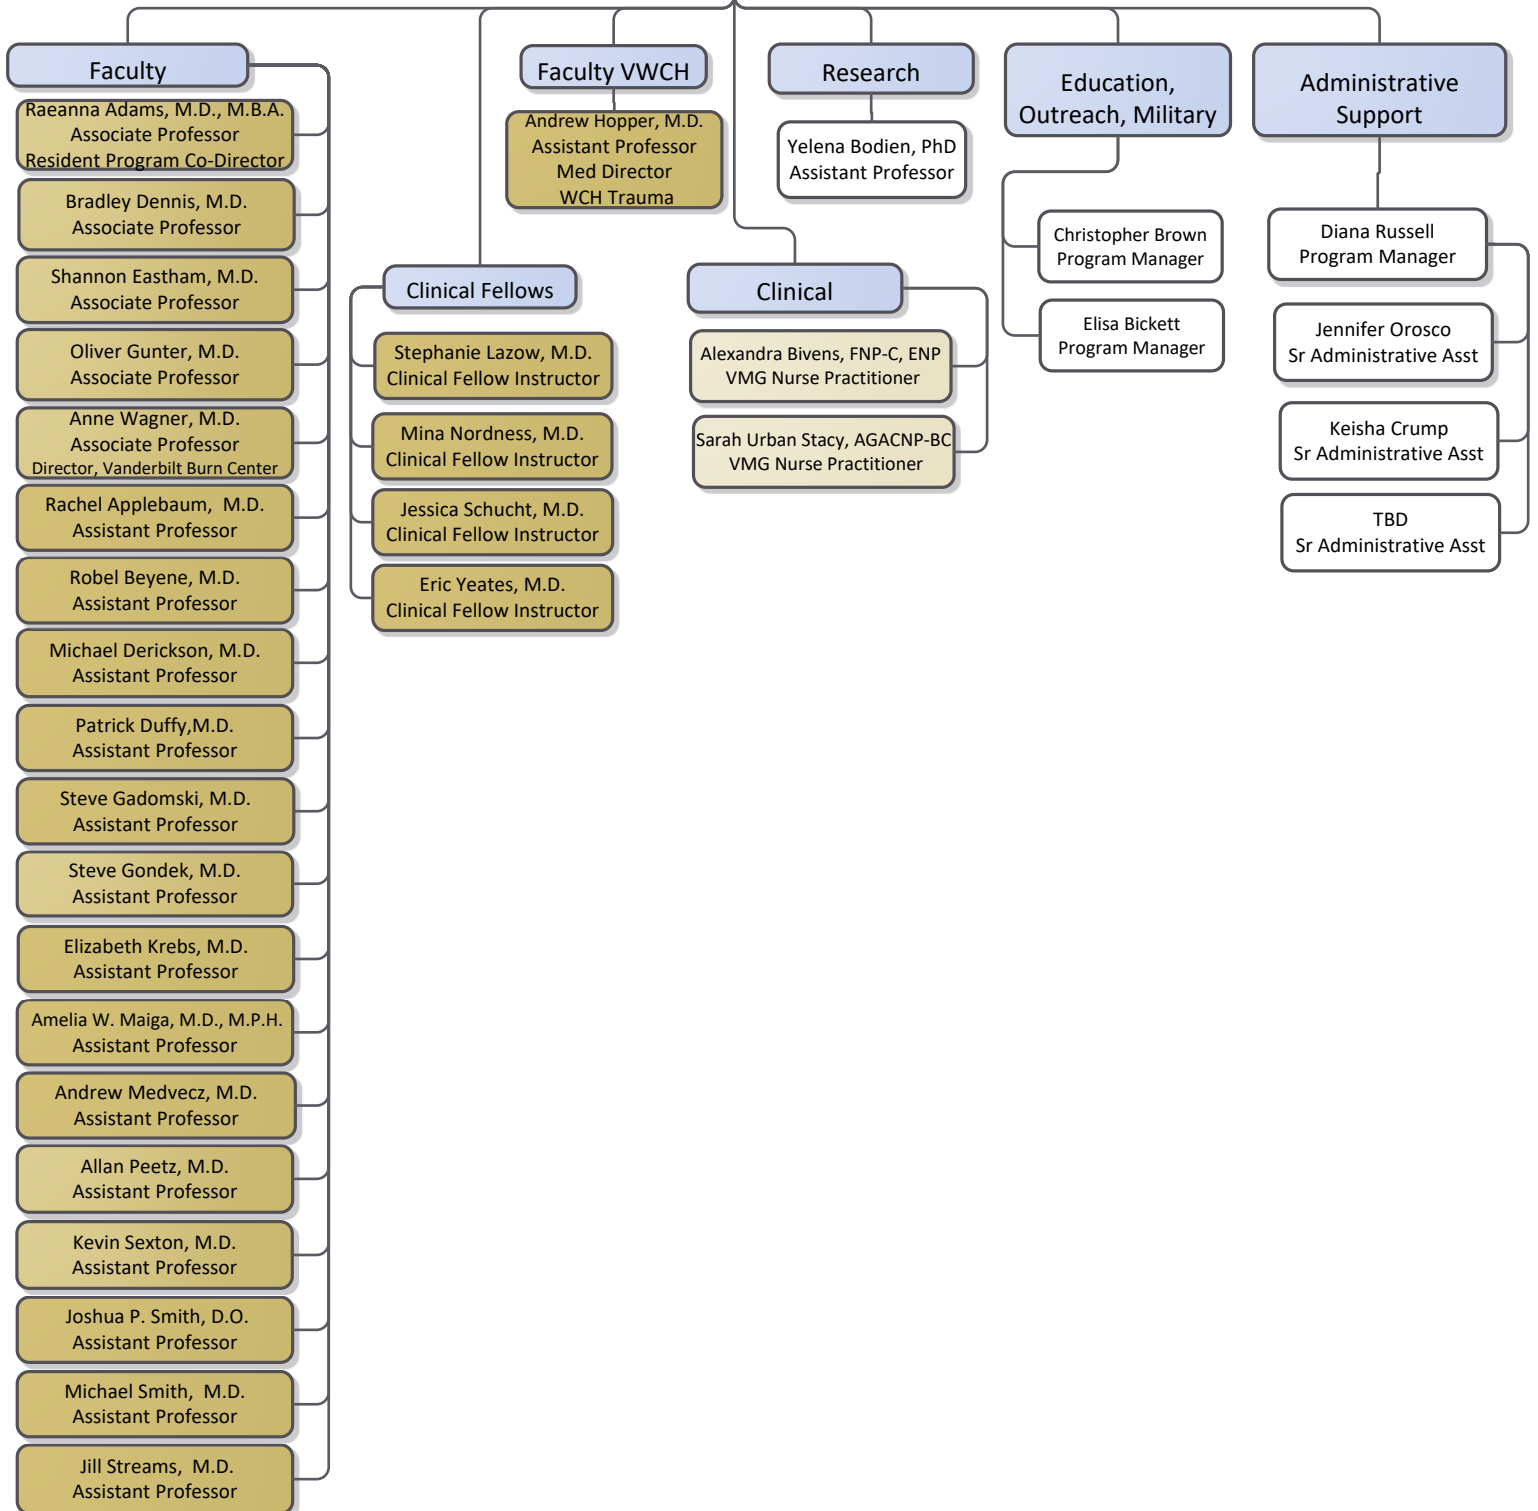 Faculty
Raeanna Adams, M.D., M.B.A.
Associate Professor
Resident Program Co-Director
Bradley Dennis, M.D.
Associate Professor
Shannon Eastham, M.D.
Associate Professor
Oliver Gunter, M.D.
Associate Professor
Anne Wagner, M.D.
Associate Professor
Director, Vanderbilt Burn Center
Rachel Applebaum, M.D.
Assistant Professor
Robel Beyene, M.D.
Assistant Professor
Michael Derickson, M.D.
Assistant Professor
Patrick Duffy,M.D.
Assistant Professor
Steve Gadomski, M.D.
Assistant Professor
Steve Gondek, M.D.
Assistant Professor
Elizabeth Krebs, M.D.
Assistant Professor
Amelia W. Maiga, M.D., M.P.H.
Assistant Professor
Andrew Medvecz, M.D.
Assistant Professor
Allan Peetz, M.D.
Assistant Professor
Kevin Sexton, M.D.
Assistant Professor
Joshua P. Smith, D.O.
Assistant Professor
Michael Smith, M.D.
Assistant Professor
Jill Streams, M.D.
Assistant Professor
Clinical Fellows
Stephanie Lazow, M.D.
Clinical Fellow Instructor
Mina Nordness, M.D.
Clinical Fellow Instructor
Jessica Schucht, M.D.
Clinical Fellow Instructor
Eric Yeates, M.D.
Clinical Fellow Instructor
Faculty VWCH
Andrew Hopper, M.D.
Assistant Professor
Med Director
WCH Trauma
Clinical
Alexandra Bivens, FNP-C, ENP
VMG Nurse Practitioner
Sarah Urban Stacy, AGACNP-BC
VMG Nurse Practitioner
Research
Yelena Bodien, PhD
Assistant Professor
Education,
Outreach, Military
Christopher Brown
Program Manager
Elisa Bickett
Program Manager
Administrative
Support
Diana Russell
Program Manager
Jennifer Orosco
Sr Administrative Asst
Keisha Crump
Sr Administrative Asst
TBD
Sr Administrative Asst